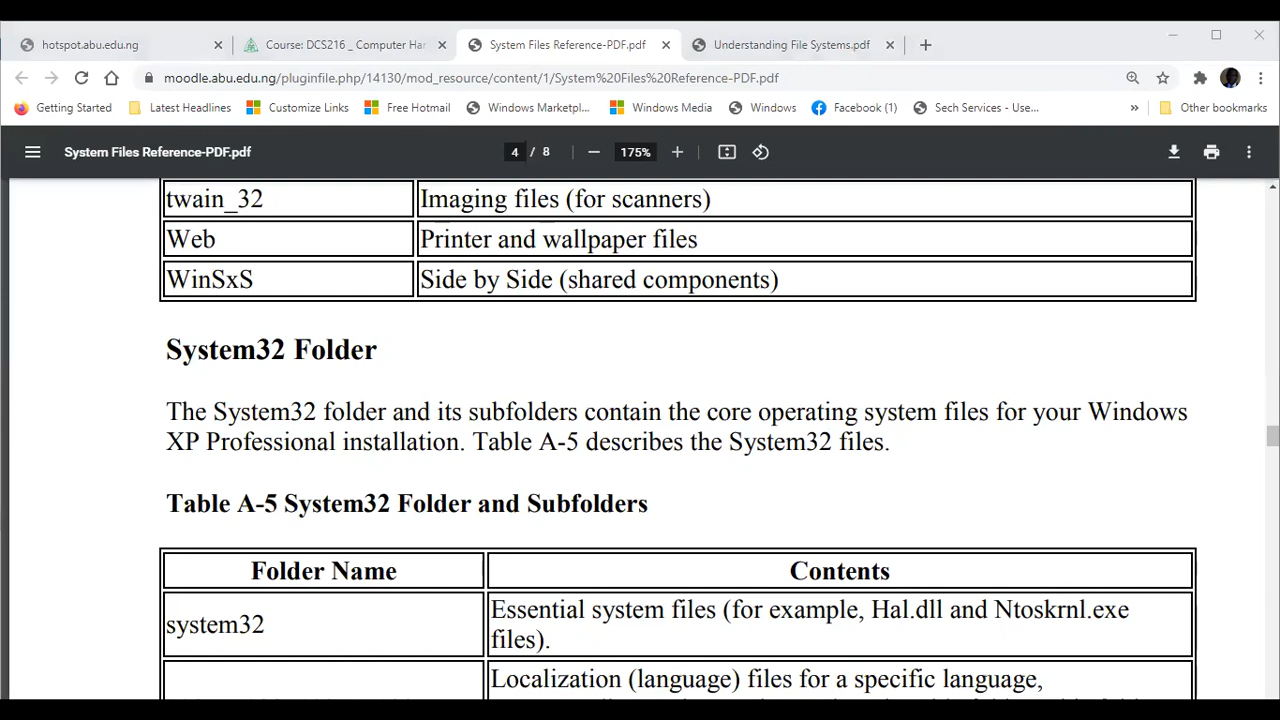 hotspot.abu.edu.ng
Course: DCS216 _ Computer Har
System Files Reference-PDF.pdf
Understanding File Systems.pdf
moodle.abu.edu.ng/pluginfile.php/14130/mod_resource/content/1/System%20Files%20Reference-PDF.pdf
Getting Started
Latest Headlines
Customize Links
Free Hotmail
Windows Marketpl...
Windows Media
Windows
Facebook (1)
Sech Services - Use...
»
Other bookmarks
System Files Reference-PDF.pdf
4 / 8
175%
twain_32 Imaging files (for scanners)
Web Printer and wallpaper files
WinSxS Side by Side (shared components)
System32 Folder
The System32 folder and its subfolders contain the core operating system files for your Windows
XP Professional installation. Table A-5 describes the System32 files.
Table A-5 System32 Folder and Subfolders
Folder Name Contents
system32 Essential system files (for example, Hal.dll and Ntoskrnl.exe
files).
Localization (language) files for a specific language,